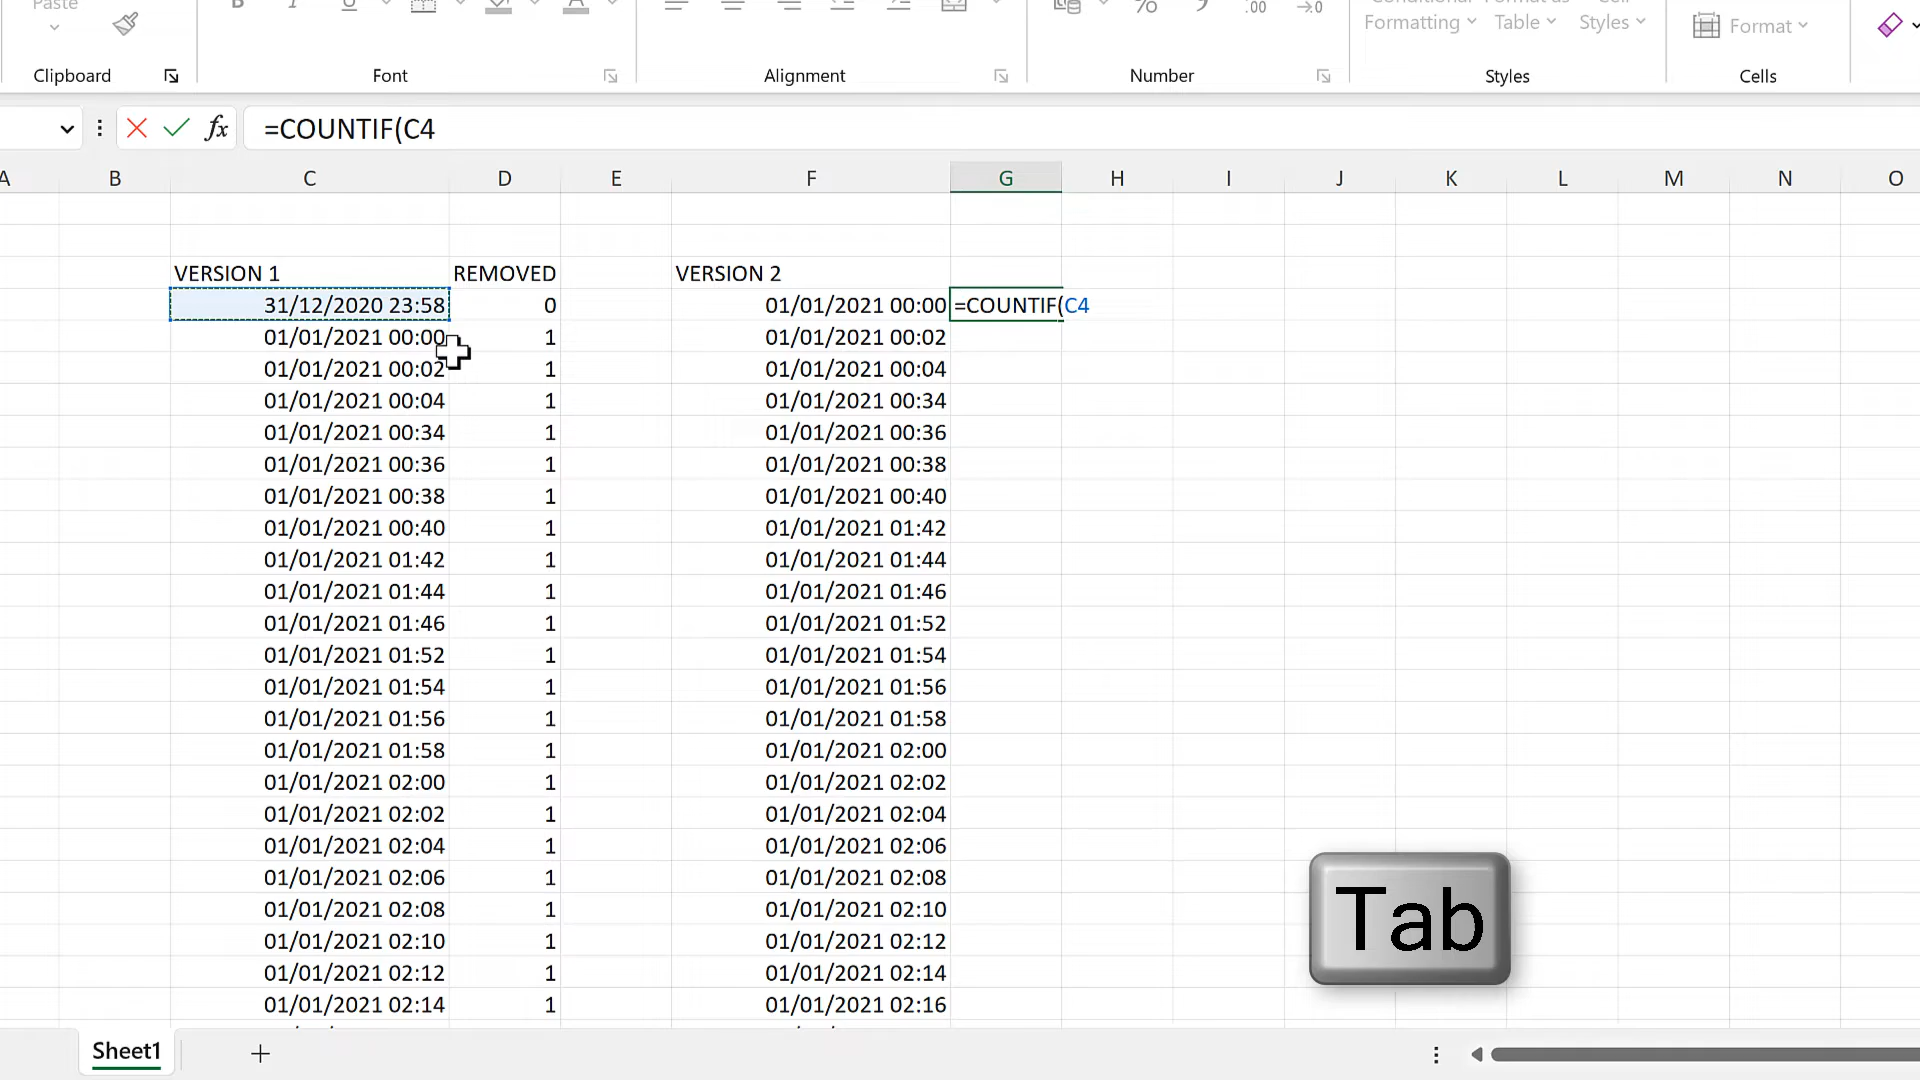 Paste
B I U A
% 9 .00 →.0
Conditional Format as Cell
Formatting Table Styles Format
Clipboard Font Alignment Number Styles Cells
fx =COUNTIF(C4
A B C D E F G H I J K L M N O
VERSION 1 REMOVED VERSION 2
31/12/2020 23:58 0 01/01/2021 00:00 =COUNTIF(C4
01/01/2021 00:00 1 01/01/2021 00:02
01/01/2021 00:02 1 01/01/2021 00:04
01/01/2021 00:04 1 01/01/2021 00:34
01/01/2021 00:34 1 01/01/2021 00:36
01/01/2021 00:36 1 01/01/2021 00:38
01/01/2021 00:38 1 01/01/2021 00:40
01/01/2021 00:40 1 01/01/2021 01:42
01/01/2021 01:42 1 01/01/2021 01:44
01/01/2021 01:44 1 01/01/2021 01:46
01/01/2021 01:46 1 01/01/2021 01:52
01/01/2021 01:52 1 01/01/2021 01:54
01/01/2021 01:54 1 01/01/2021 01:56
01/01/2021 01:56 1 01/01/2021 01:58
01/01/2021 01:58 1 01/01/2021 02:00
01/01/2021 02:00 1 01/01/2021 02:02
01/01/2021 02:02 1 01/01/2021 02:04
01/01/2021 02:04 1 01/01/2021 02:06
01/01/2021 02:06 1 01/01/2021 02:08
01/01/2021 02:08 1 01/01/2021 02:10
01/01/2021 02:10 1 01/01/2021 02:12
01/01/2021 02:12 1 01/01/2021 02:14
01/01/2021 02:14 1 01/01/2021 02:16
Tab
Sheet1